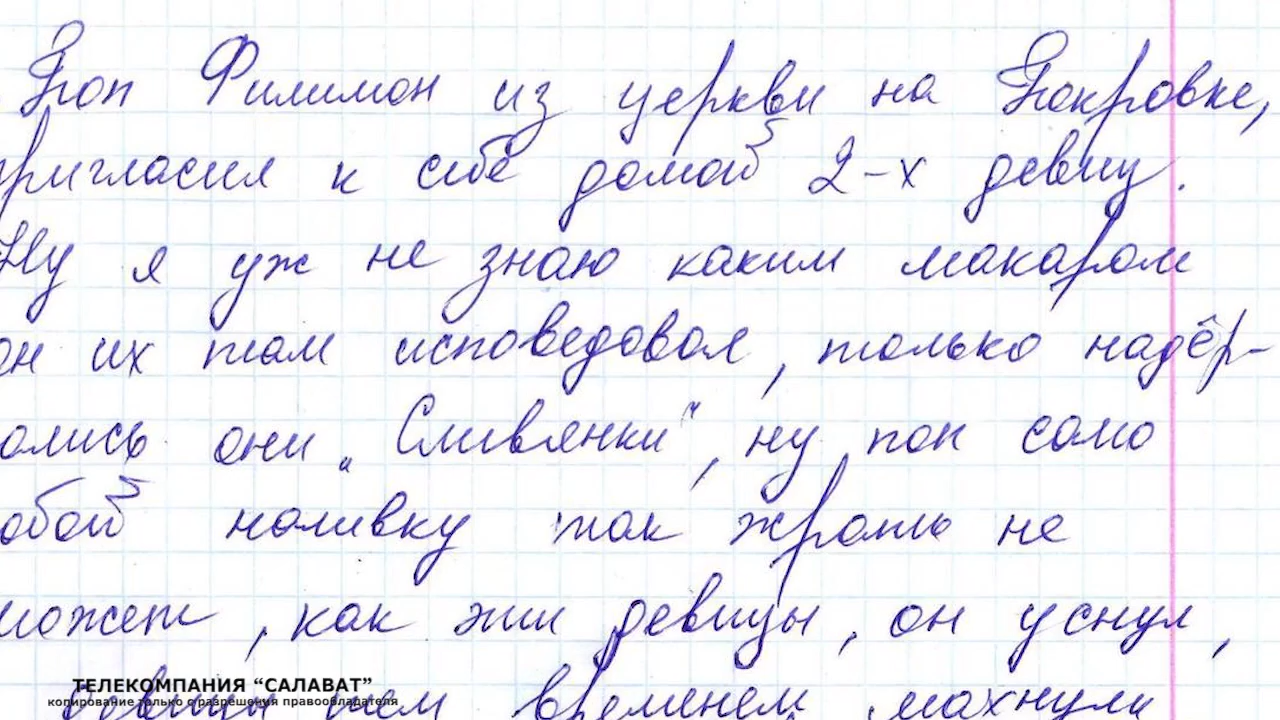 Поп Филимон из церкви на Покровке,
пригласил к себе домой 2-х девиц.
Ну я уж не знаю каким макаром
он их там исповедовал, только надёр-
ались они „Сливянки", ну поп само
обой наливку так жрать не
может, как эти девицы, он уснул,
девицы тем временем махнули
ТЕЛЕКОМПАНИЯ “САЛАВАТ”
копирование только с разрешения правообладателя